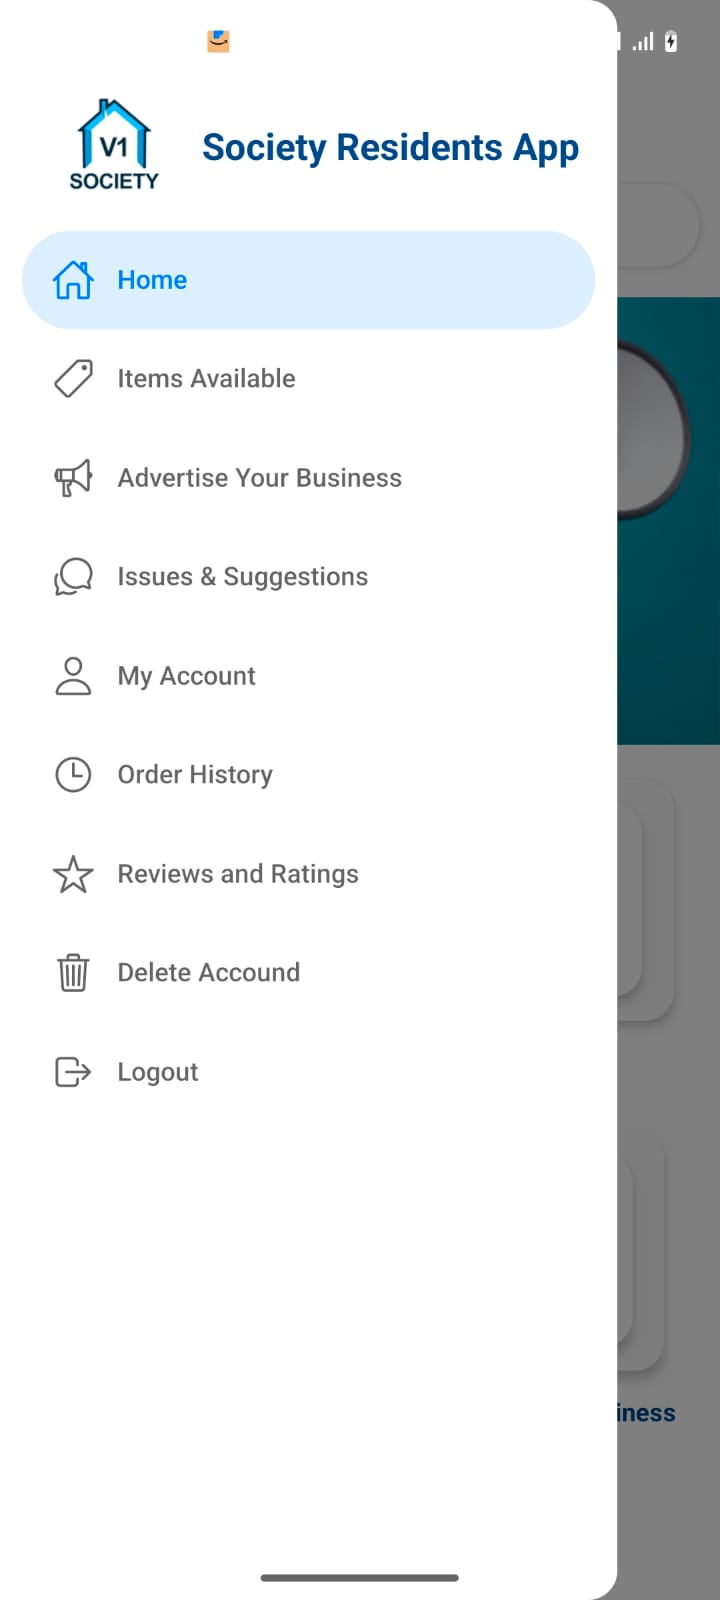 V1
SOCIETY
Society Residents App
Home
Items Available
Advertise Your Business
Issues & Suggestions
My Account
Order History
Reviews and Ratings
Delete Accound
Logout
iness